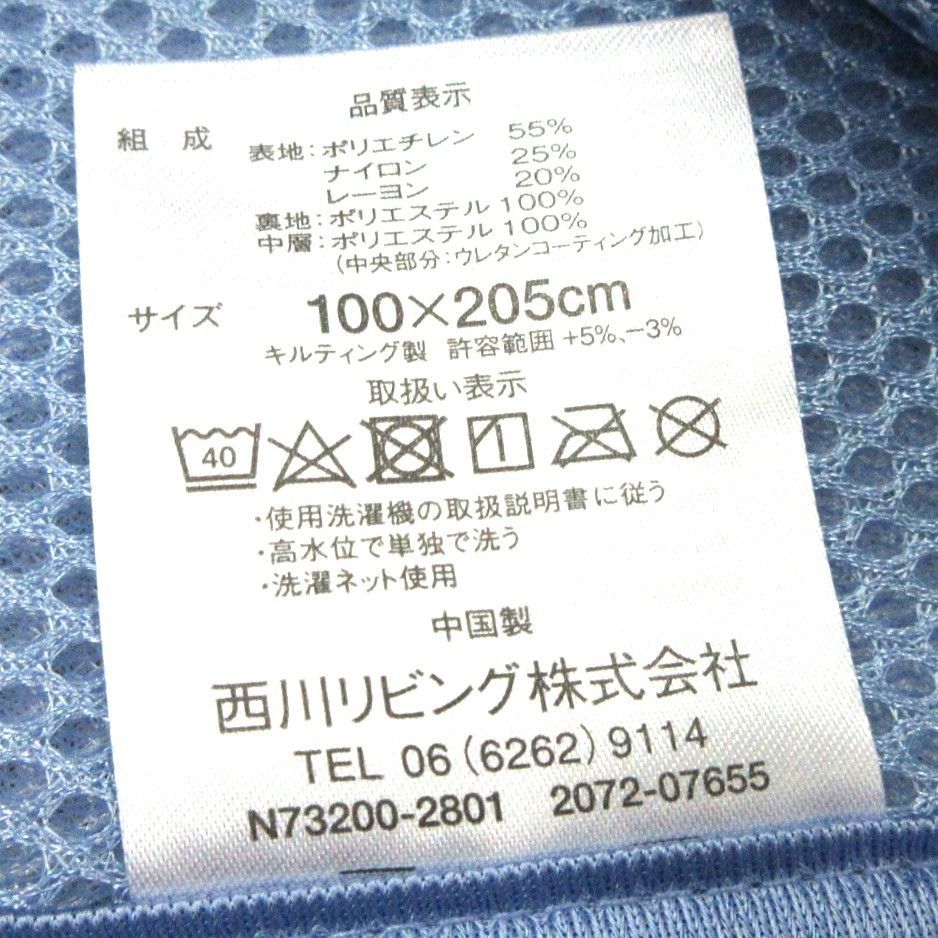 品質表示
組 成
表地：ポリエチレン 55%
ナイロン 25%
レーヨン 20%
裏地：ポリエステル 100%
中層：ポリエステル 100%
（中央部分：ウレタンコーティング加工）
サイズ 100×205cm
キルティング製 許容範囲 +5%、−3%
取扱い表示
40
・使用洗濯機の取扱説明書に従う
・高水位で単独で洗う
・洗濯ネット使用
中国製
西川リビング株式会社
TEL 06（6262）9114
N73200-2801 2072-07655